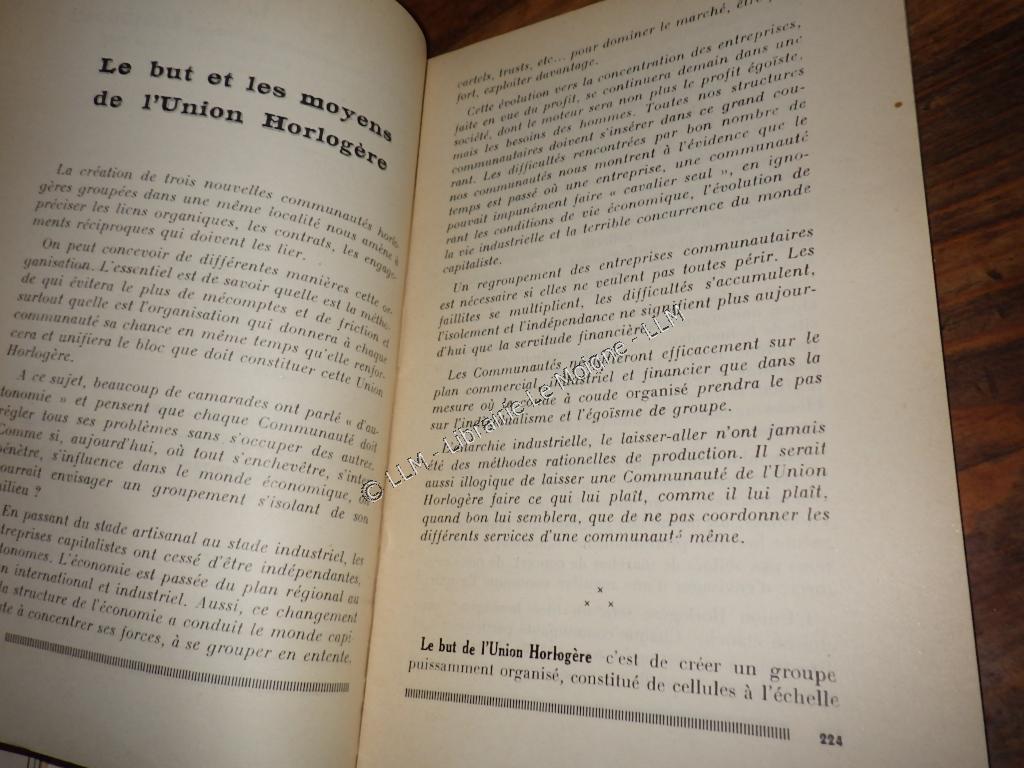 Le but et les moyens
de l'Union Horlogère
La création de trois nouvelles communautés horlo-
gères groupées dans une même localité nous amène à
préciser les liens organiques, les contrats, les engage-
ments réciproques qui doivent les lier.
On peut concevoir de différentes manières cette or-
ganisation. L'essentiel est de savoir quelle est la métho-
de qui évitera le plus de mécomptes et de friction et
surtout quelle est l'organisation qui donnera à chaque
communauté sa chance en même temps qu'elle renfor-
cera et unifiera le bloc que doit constituer cette Union
Horlogère.
A ce sujet, beaucoup de camarades ont parlé « d'au-
tonomie » et pensent que chaque Communauté doit
régler tous ses problèmes sans s'occuper des autres.
Comme si, aujourd'hui, où tout s'enchevêtre, s'inter-
pénètre, s'influence dans le monde économique, on
pourrait envisager un groupement s'isolant de son
milieu ?
En passant du stade artisanal au stade industriel, les
treprises capitalistes ont cessé d'être indépendantes,
tonomes. L'économie est passée du plan régional au
an international et industriel. Aussi, ce changement
la structure de l'économie a conduit le monde capi-
te à concentrer ses forces, à se grouper en entente,
cartels, trusts, etc... pour dominer le marché, être
fort, exploiter davantage.
Cette évolution vers la concentration des entreprises,
faite en vue du profit, se continuera demain dans une
société, dont le moteur sera non plus le profit égoïste,
mais les besoins des hommes. Toutes nos structures
communautaires doivent s'insérer dans ce grand cou-
rant. Les difficultés rencontrées par bon nombre de
nos communautés nous montrent à l'évidence que le
temps est passé où une entreprise, une communauté
pouvait impunément faire « cavalier seul », en igno-
rant les conditions de vie économique, l'évolution de
la vie industrielle et la terrible concurrence du monde
capitaliste.
Un regroupement des entreprises communautaires
est nécessaire si elles ne veulent pas toutes périr. Les
faillites se multiplient, les difficultés s'accumulent,
l'isolement et l'indépendance ne signifient plus aujour-
d'hui que la servitude financière.
Les Communautés ne lutteront efficacement sur le
plan commercial, industriel et financier que dans la
mesure où le coude à coude organisé prendra le pas
sur l'individualisme et l'égoïsme de groupe.
L'anarchie industrielle, le laisser-aller n'ont jamais
été des méthodes rationelles de production. Il serait
aussi illogique de laisser une Communauté de l'Union
Horlogère faire ce qui lui plaît, comme il lui plaît,
quand bon lui semblera, que de ne pas coordonner les
différents services d'une communauté même.
×
× ×
Le but de l'Union Horlogère c'est de créer un groupe
puissamment organisé, constitué de cellules à l'échelle
224
© LLM - Librairie Le Moigne - LLM